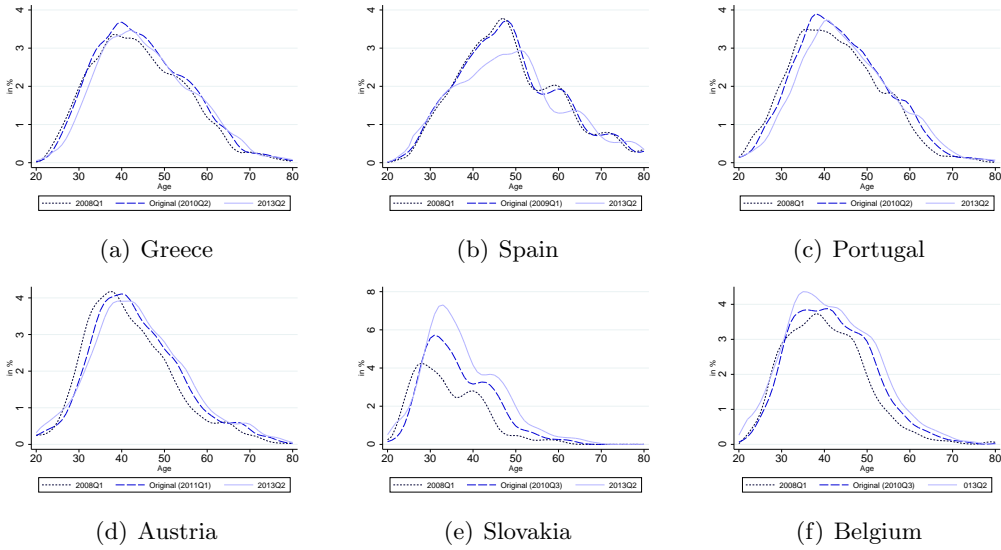 in %
0 1 2 3 4
20 30 40 50 60 70 80
Age
2008Q1 Original (2010Q2) 2013Q2
(a) Greece
in %
0 1 2 3 4
20 30 40 50 60 70 80
Age
2008Q1 Original (2009Q1) 2013Q2
(b) Spain
in %
0 1 2 3 4
20 30 40 50 60 70 80
Age
2008Q1 Original (2010Q2) 2013Q2
(c) Portugal
in %
0 1 2 3 4
20 30 40 50 60 70 80
Age
2008Q1 Original (2011Q1) 2013Q2
(d) Austria
in %
0 2 4 6 8
20 30 40 50 60 70 80
Age
2008Q1 Original (2010Q3) 2013Q2
(e) Slovakia
in %
0 1 2 3 4
20 30 40 50 60 70 80
Age
2008Q1 Original (2010Q3) 013Q2
(f) Belgium